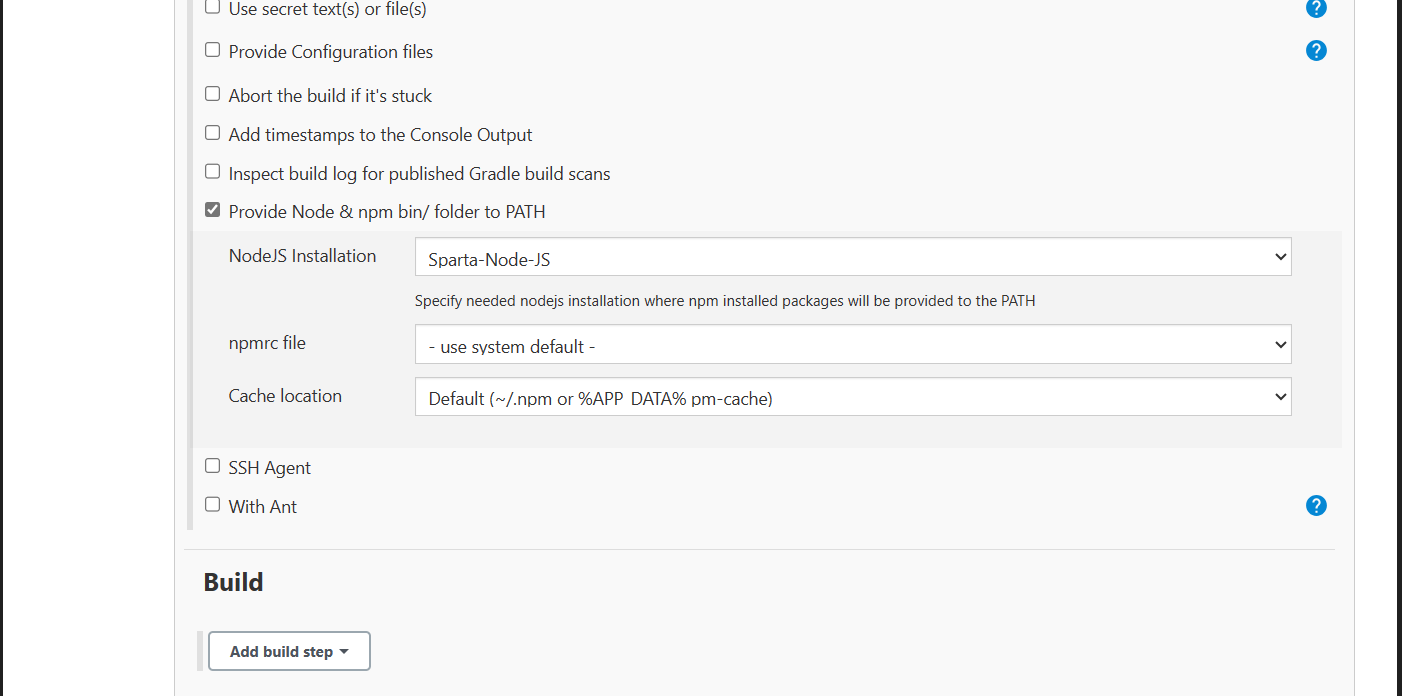 Use secret text(s) or file(s)
?
Provide Configuration files
?
Abort the build if it's stuck
Add timestamps to the Console Output
Inspect build log for published Gradle build scans
Provide Node & npm bin/ folder to PATH
NodeJS Installation
Sparta-Node-JS
Specify needed nodejs installation where npm installed packages will be provided to the PATH
npmrc file
- use system default -
Cache location
Default (~/.npm or %APP_DATA% pm-cache)
SSH Agent
With Ant
?
Build
Add build step